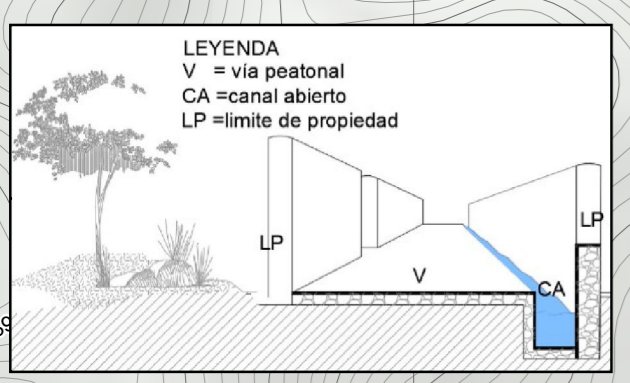 LEYENDA
V = vía peatonal
CA =canal abierto
LP =limite de propiedad
LP
LP
V
CA